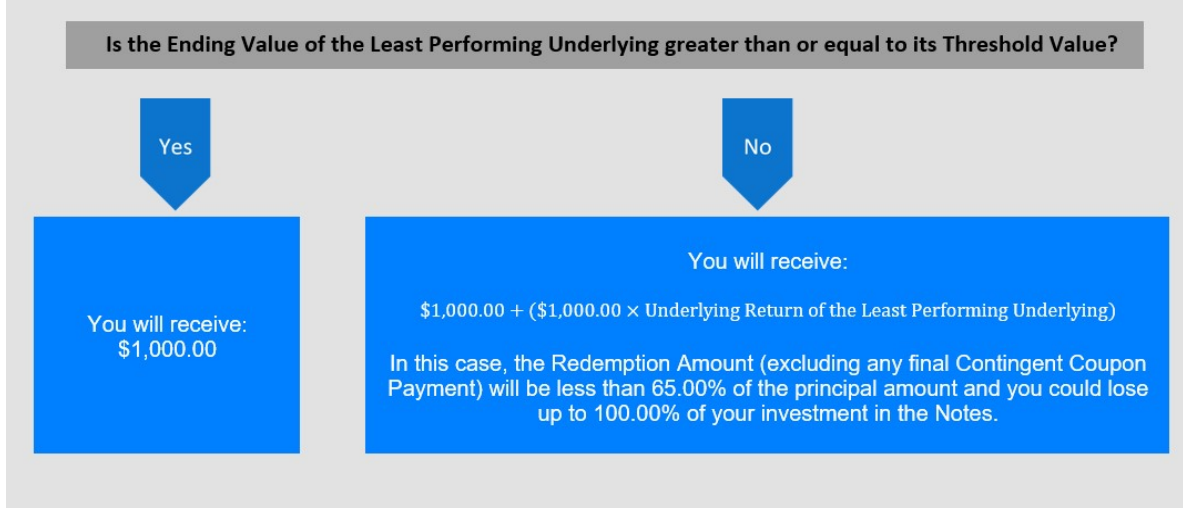 Is the Ending Value of the Least Performing Underlying greater than or equal to its Threshold Value?
Yes
No
You will receive:
$1,000.00
You will receive:
$1,000.00 + ($1,000.00 × Underlying Return of the Least Performing Underlying)
In this case, the Redemption Amount (excluding any final Contingent Coupon
Payment) will be less than 65.00% of the principal amount and you could lose
up to 100.00% of your investment in the Notes.